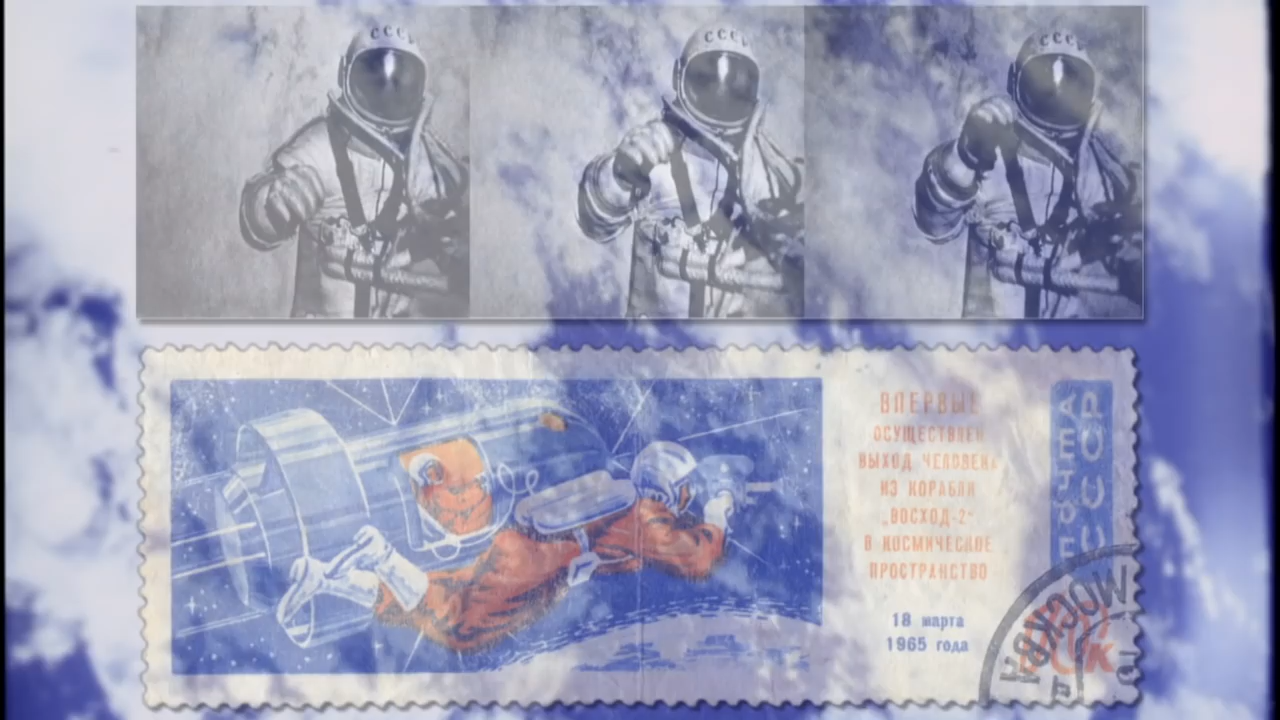 СССР
СССР
СССР
ВПЕРВЫЕ
ОСУЩЕСТВЛЕН
ВЫХОД ЧЕЛОВЕКА
ИЗ КОРАБЛЯ
„ВОСХОД-2"
В КОСМИЧЕСКОЕ
ПРОСТРАНСТВО
18 марта
1965 года
ПОЧТА
СССР
МОСКВА